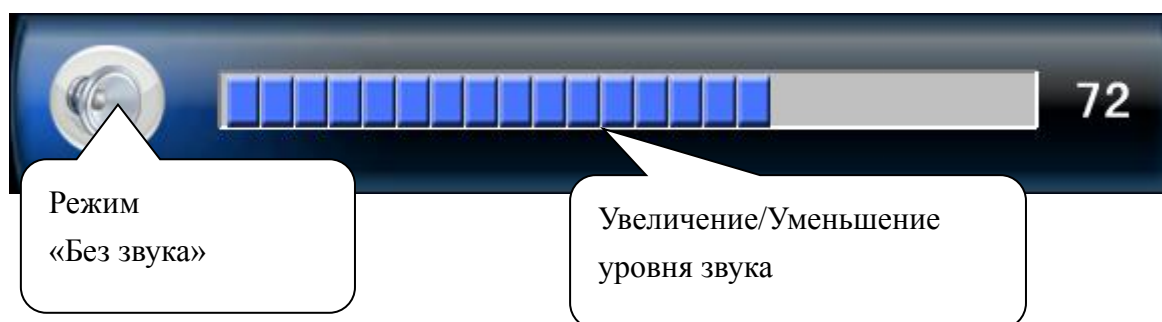 72
Режим
«Без звука»
Увеличение/Уменьшение
уровня звука